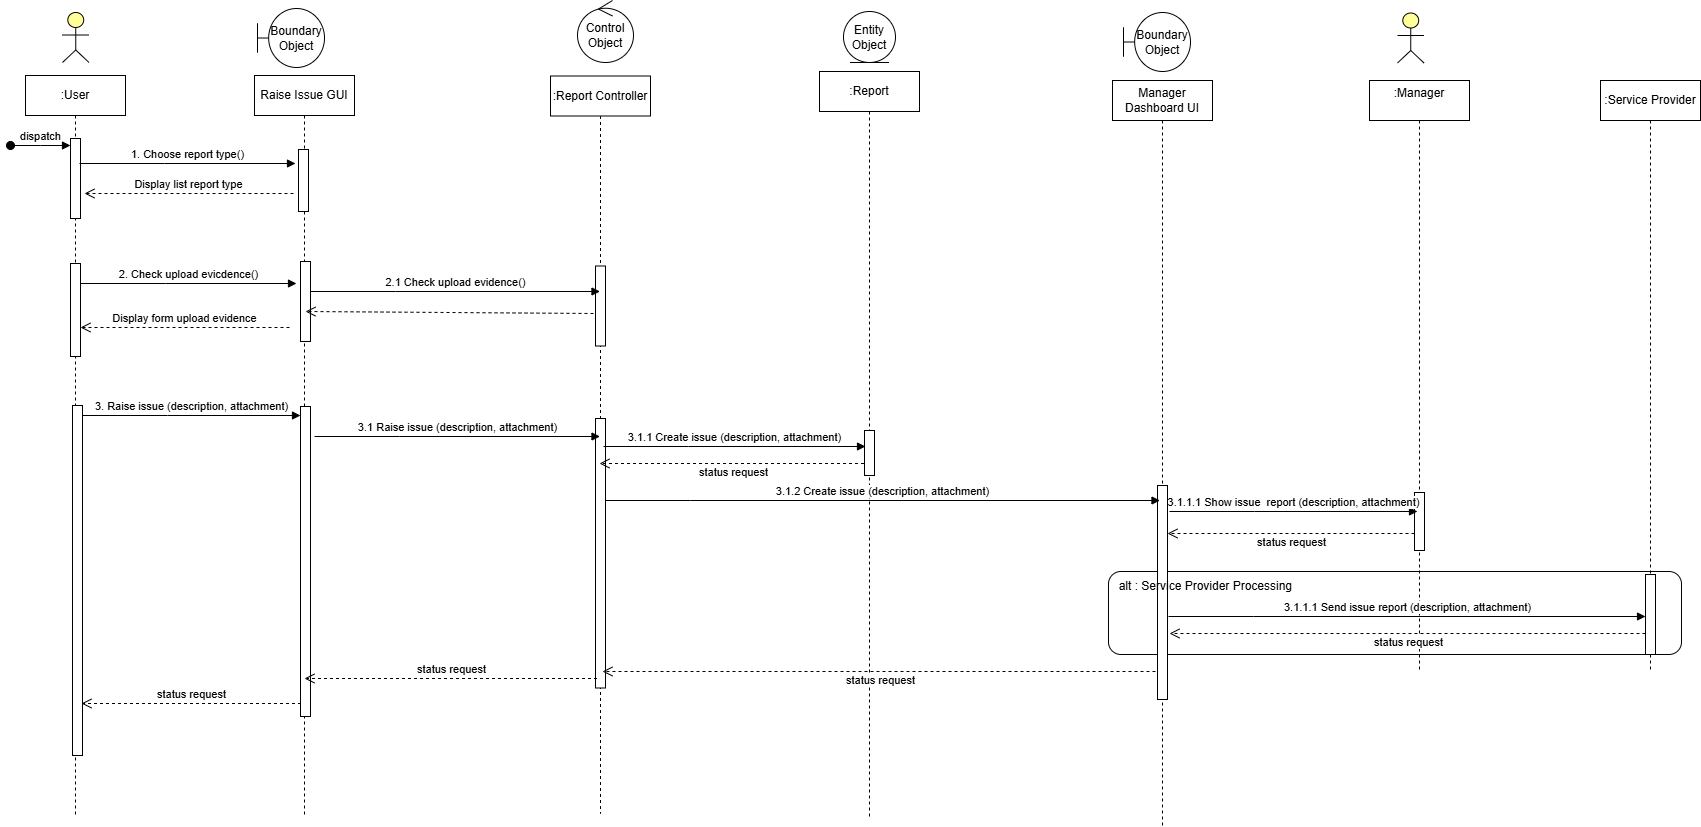 Boundary
Object
Control
Object
Entity
Object
Boundary
Object
:User
Raise Issue GUI
:Report Controller
:Report
Manager
Dashboard UI
:Manager
:Service Provider
dispatch
1. Choose report type()
Display list report type
2. Check upload evicdence()
2.1 Check upload evidence()
Display form upload evidence
3. Raise issue (description, attachment)
3.1 Raise issue (description, attachment)
3.1.1 Create issue (description, attachment)
status request
3.1.2 Create issue (description, attachment)
3.1.1.1 Show issue  report (description, attachment)
status request
alt : Service Provider Processing
3.1.1.1 Send issue report (description, attachment)
status request
status request
status request
status request